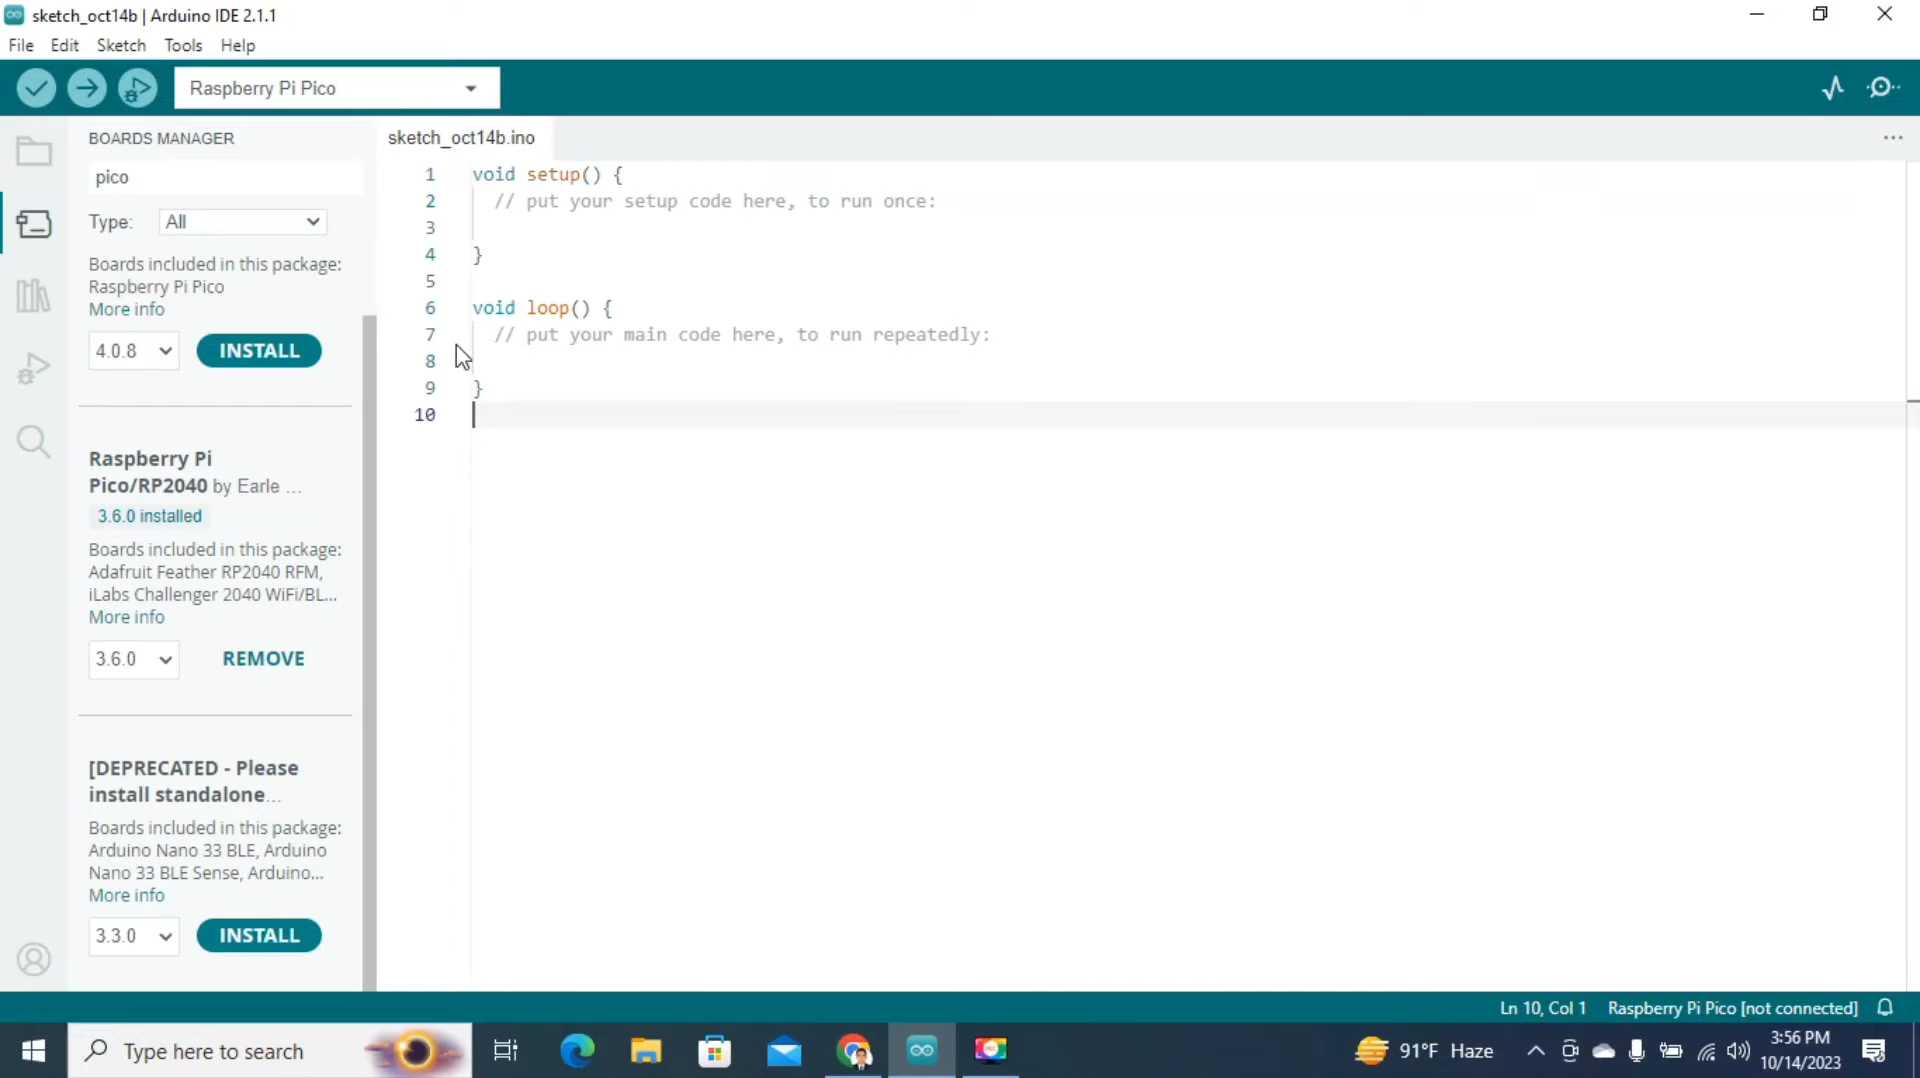 sketch_oct14b | Arduino IDE 2.1.1
File Edit Sketch Tools Help
Raspberry Pi Pico
BOARDS MANAGER
pico
Type: All
Boards included in this package:
Raspberry Pi Pico
More info
4.0.8 INSTALL
Raspberry Pi
Pico/RP2040 by Earle ...
3.6.0 installed
Boards included in this package:
Adafruit Feather RP2040 RFM,
iLabs Challenger 2040 WiFi/BL...
More info
3.6.0 REMOVE
[DEPRECATED - Please
install standalone...
Boards included in this package:
Arduino Nano 33 BLE, Arduino
Nano 33 BLE Sense, Arduino...
More info
3.3.0 INSTALL
sketch_oct14b.ino
1 void setup() {
2 // put your setup code here, to run once:
3
4 }
5
6 void loop() {
7 // put your main code here, to run repeatedly:
8
9 }
10
Ln 10, Col 1 Raspberry Pi Pico [not connected]
Type here to search
91°F Haze
3:56 PM
10/14/2023